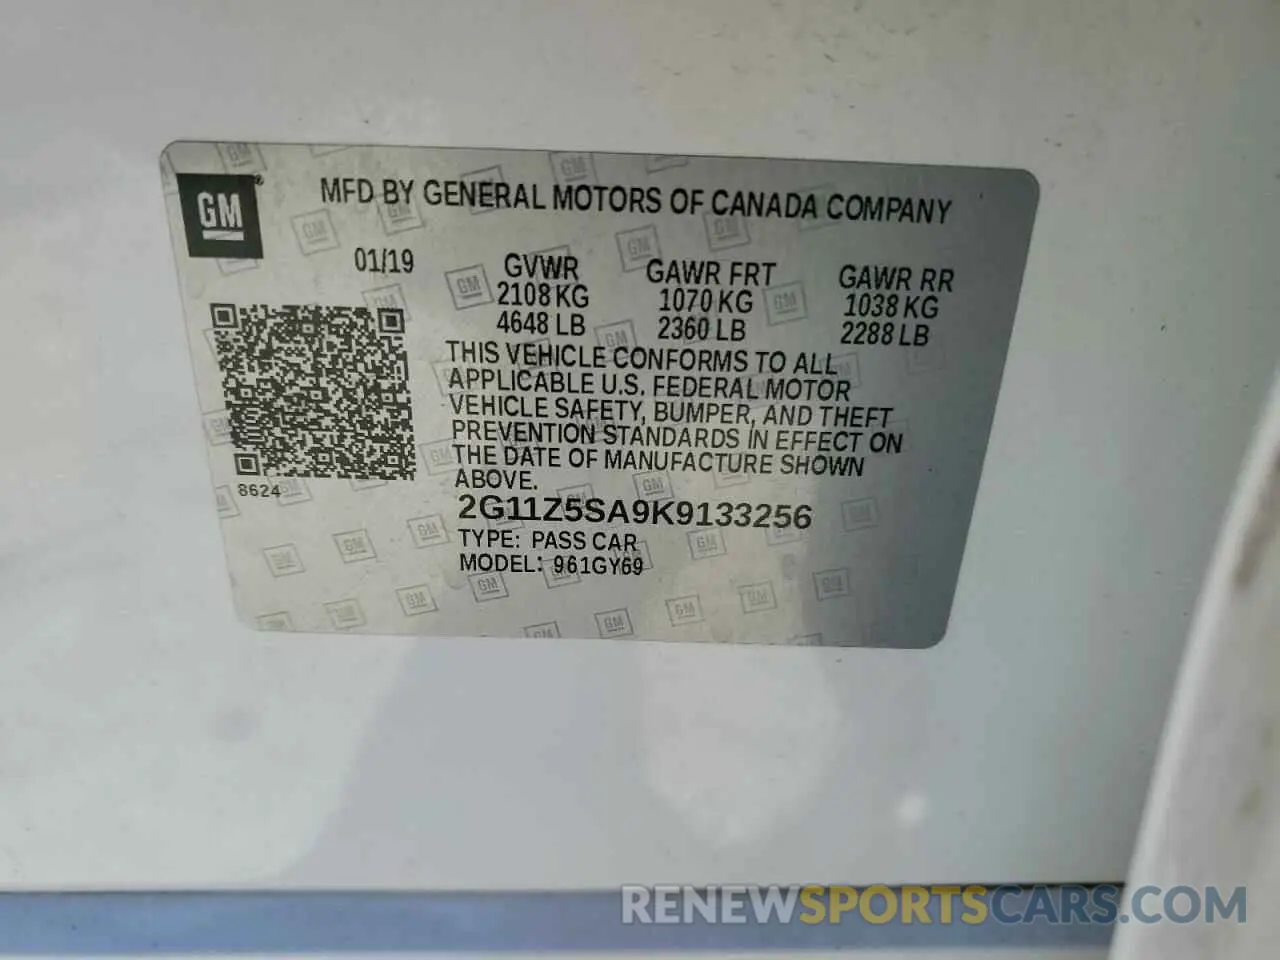 GM
MFD BY GENERAL MOTORS OF CANADA COMPANY
01/19
GVWR
2108 KG
4648 LB
GAWR FRT
1070 KG
2360 LB
GAWR RR
1038 KG
2288 LB
THIS VEHICLE CONFORMS TO ALL
APPLICABLE U.S. FEDERAL MOTOR
VEHICLE SAFETY, BUMPER, AND THEFT
PREVENTION STANDARDS IN EFFECT ON
THE DATE OF MANUFACTURE SHOWN
ABOVE.
8624
2G11Z5SA9K9133256
TYPE: PASS CAR
MODEL: 961GY69
RENEWSPORTSCARS.COM